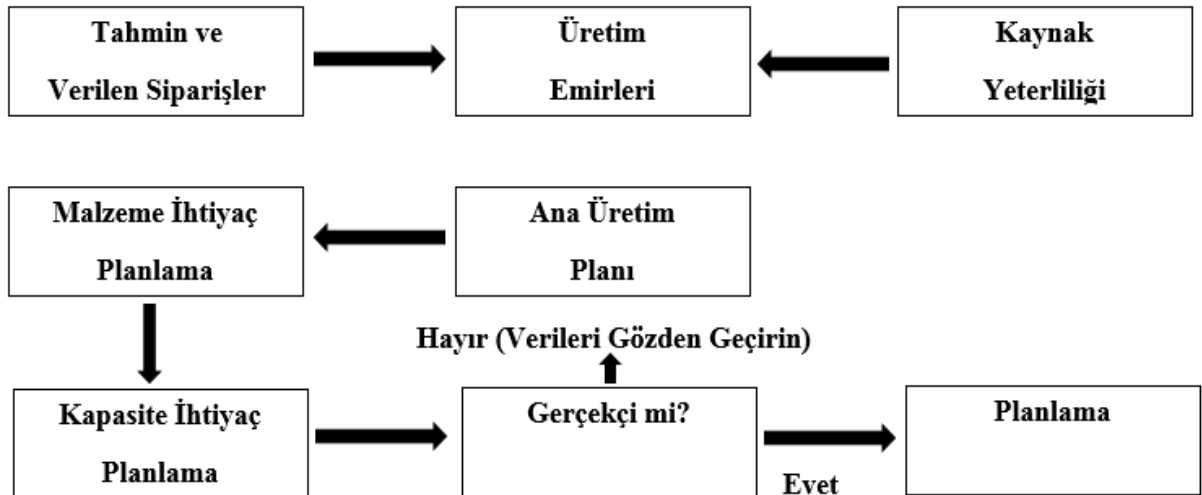 Tahmin ve
Verilen Siparişler
Üretim
Emirleri
Kaynak
Yeterliliği
Malzeme İhtiyaç
Planlama
Ana Üretim
Planı
Hayır (Verileri Gözden Geçirin)
Kapasite İhtiyaç
Planlama
Gerçekçi mi?
Evet
Planlama